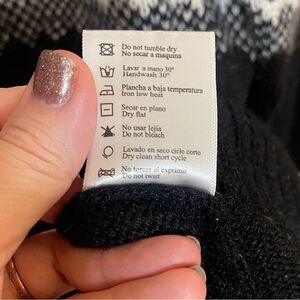 Do not tumble dry
No secar a maquina
Lavar a mano 30°
Handwash 30°
Plancha a baja temperatura
Iron low heat
Secar en plano
Dry flat
No usar lejia
Do not bleach
Lavado en seco ciclo corto
Dry clean short cycle
No torcer al exprimir
Do not twist